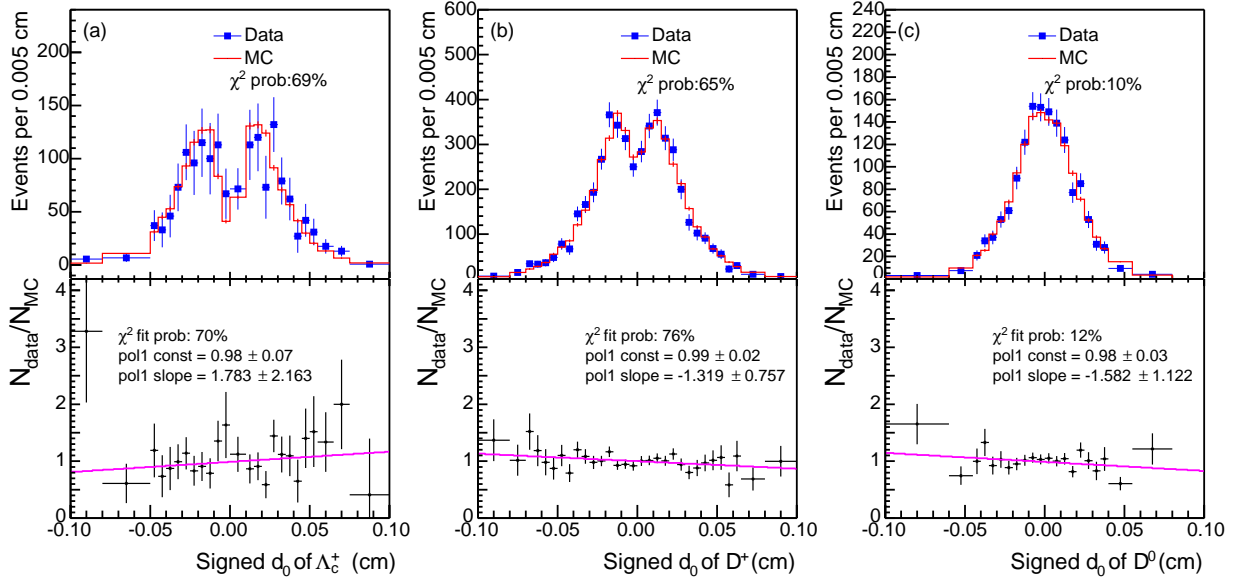 (a)
Data
MC
χ² prob:69%
Events per 0.005 cm
200
150
100
50
0
(b)
Data
MC
χ² prob:65%
Events per 0.005 cm
600
500
400
300
200
100
0
(c)
Data
MC
χ² prob:10%
Events per 0.005 cm
260
240
220
200
180
160
140
120
100
80
60
40
20
0
N_data/N_MC
4
3
2
1
0
χ² fit prob: 70%
pol1 const = 0.98 ± 0.07
pol1 slope = 1.783 ± 2.163
-0.10 -0.05 0.00 0.05 0.10
Signed d₀ of Λ_c⁺ (cm)
N_data/N_MC
4
3
2
1
0
χ² fit prob: 76%
pol1 const = 0.99 ± 0.02
pol1 slope = -1.319 ± 0.757
-0.10 -0.05 0.00 0.05 0.10
Signed d₀ of D⁺ (cm)
N_data/N_MC
4
3
2
1
0
χ² fit prob: 12%
pol1 const = 0.98 ± 0.03
pol1 slope = -1.582 ± 1.122
-0.10 -0.05 0.00 0.05 0.10
Signed d₀ of D⁰ (cm)